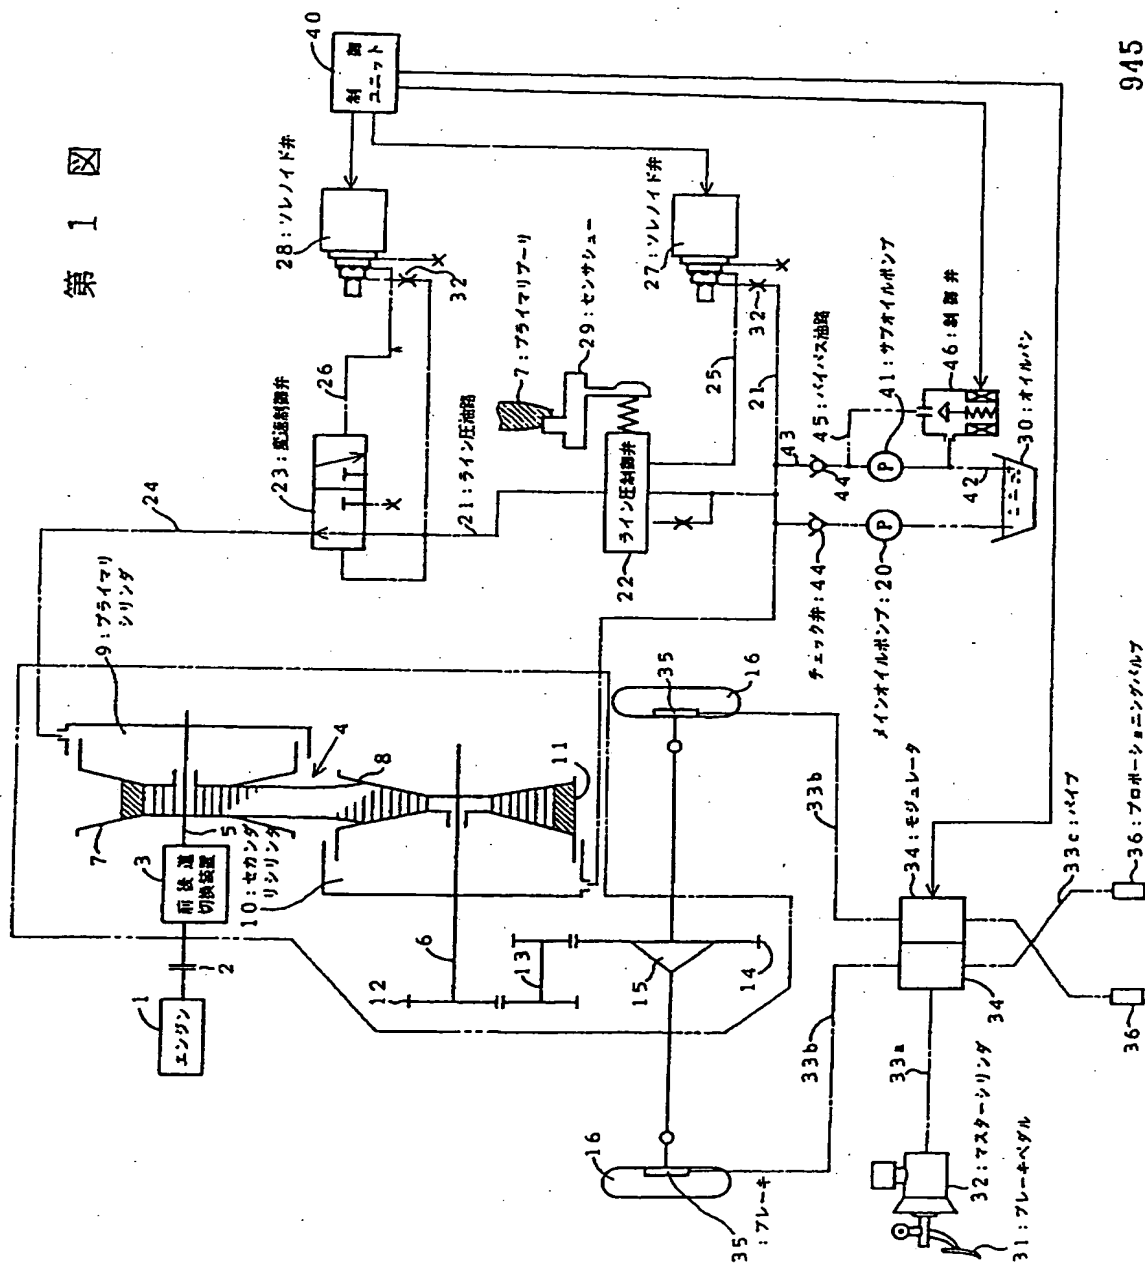 第 1 図
40
制 御
ユニット
28:ソレノイド弁
32
7:プライマリプーリ
29:センサシュー
27:ソレノイド弁
32
26
23:変速制御弁
24
21:ライン圧油路
25
21
ライン圧制御弁
22
45:バイパス油路
41:サブオイルポンプ
46:制御弁
30:オイルパン
43
44
42
チェック弁:44
メインオイルポンプ:20
9:プライマリ
シリンダ
4
8
11
7
5
3
前後進
切換装置
10:セカンダ
リシリンダ
2
1
エンジン
6
12
13
14
15
35
16
16
35
:ブレーキ
33b
33b
34:モジュレータ
34
33a
33c:パイプ
36:プロポーショニングバルブ
36
32:マスターシリンダ
31:ブレーキペダル
945